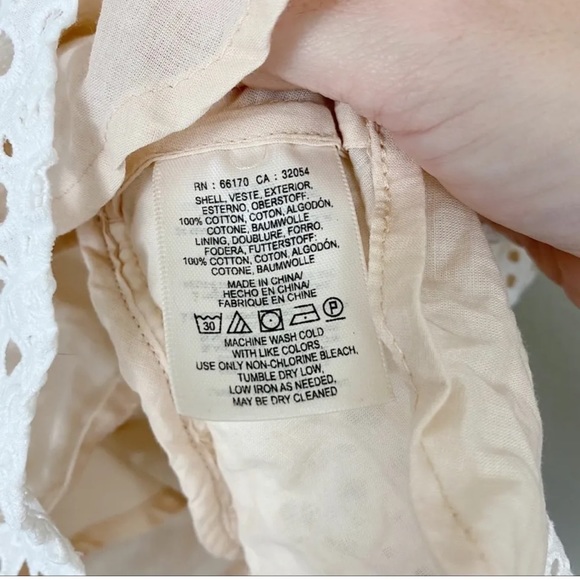 RN : 66170 CA : 32054
SHELL, VESTE, EXTERIOR,
ESTERNO, OBERSTOFF:
100% COTTON, COTON, ALGODÓN,
COTONE, BAUMWOLLE
LINING, DOUBLURE, FORRO,
FODERA, FUTTERSTOFF:
100% COTTON, COTON, ALGODÓN,
COTONE, BAUMWOLLE
MADE IN CHINA/
HECHO EN CHINA/
FABRIQUE EN CHINE
30 P
MACHINE WASH COLD
WITH LIKE COLORS,
USE ONLY NON-CHLORINE BLEACH,
TUMBLE DRY LOW,
LOW IRON AS NEEDED,
MAY BE DRY CLEANED